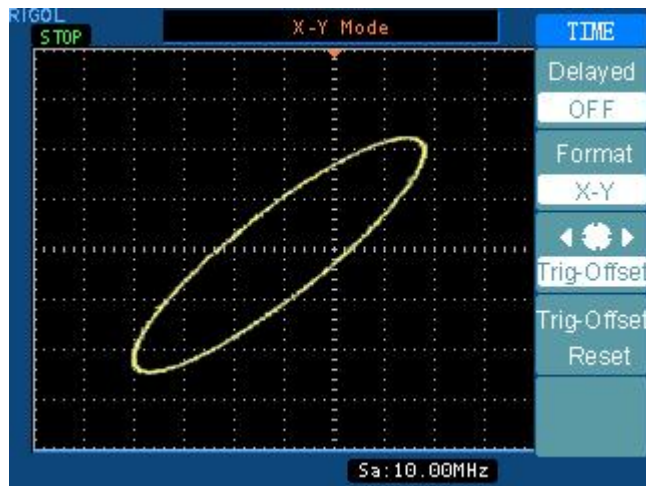 RIGOL
STOP
X-Y Mode
TIME
Delayed
OFF
Format
X-Y
Trig-Offset
Trig-Offset
Reset
Sa:10.00MHz